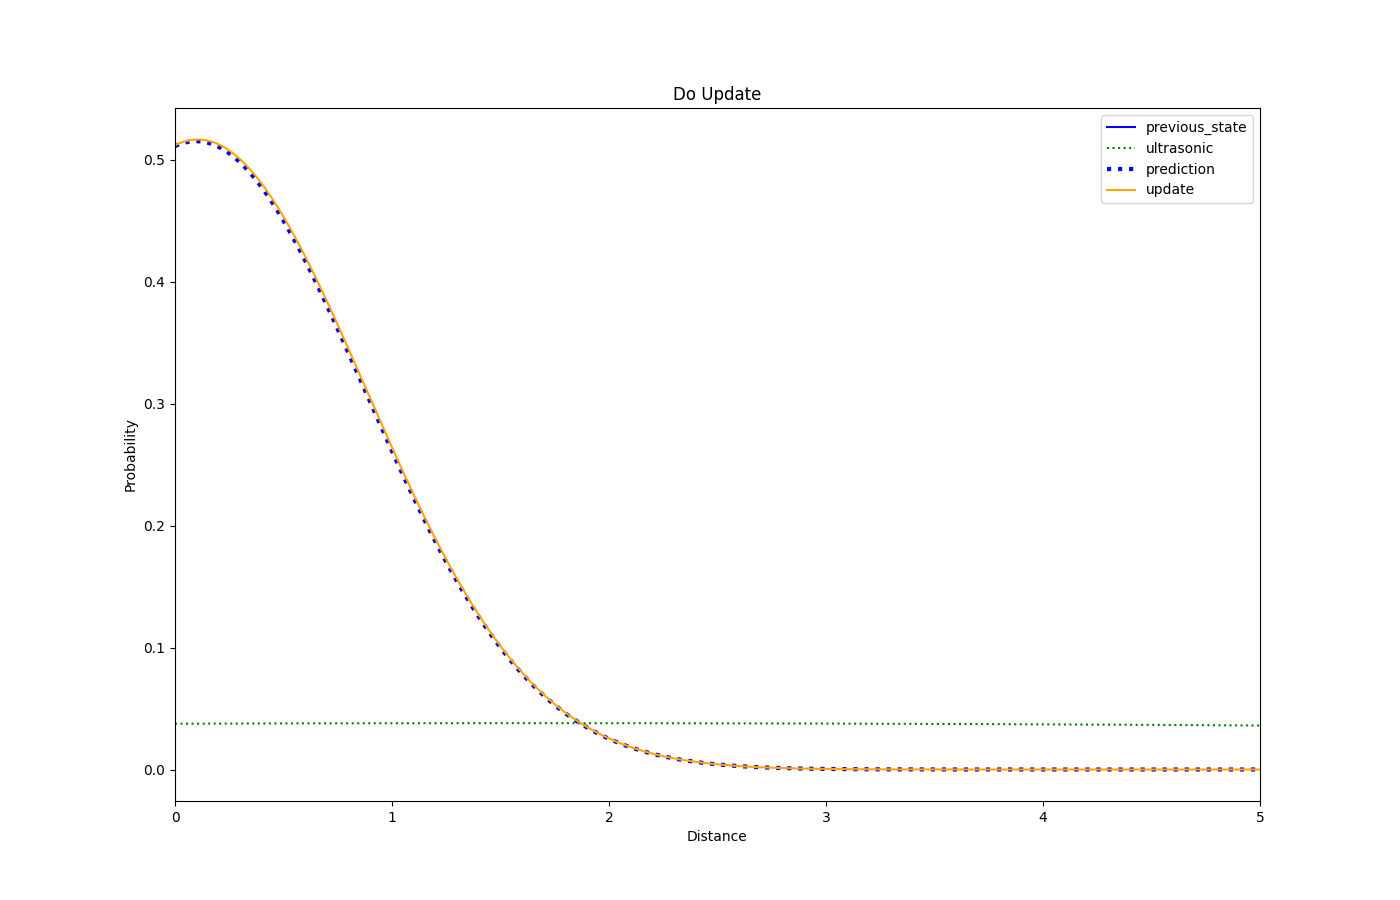 Do Update
previous_state
ultrasonic
prediction
update
Probability
0.5
0.4
0.3
0.2
0.1
0.0
0 1 2 3 4 5
Distance